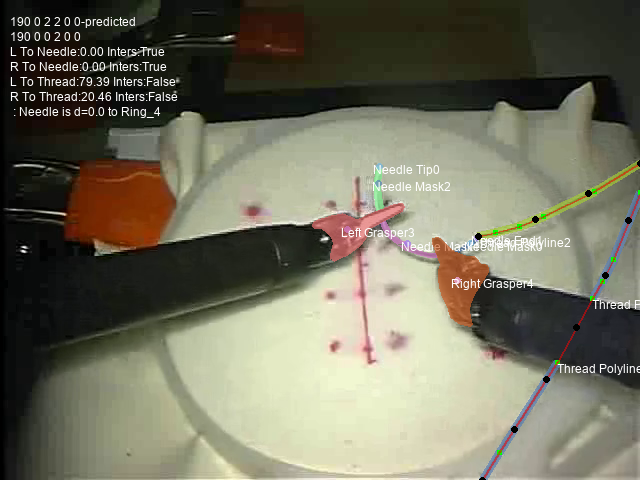 190 0 2 2 0 0-predicted
190 0 0 2 0 0
L To Needle:0.00 Inters:True
R To Needle:0.00 Inters:True
L To Thread:79.39 Inters:False
R To Thread:20.46 Inters:False
: Needle is d=0.0 to Ring_4
Needle Tip0
Needle Mask2
Left Grasper3
Right Grasper4
Thread
Thread Polyline